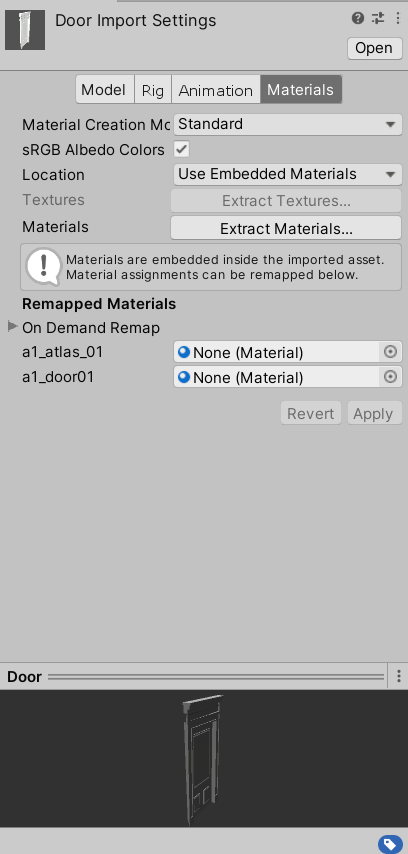 Door Import Settings
Open
Model Rig Animation Materials
Material Creation Mo Standard
sRGB Albedo Colors
Location Use Embedded Materials
Textures Extract Textures...
Materials Extract Materials...
Materials are embedded inside the imported asset.
Material assignments can be remapped below.
Remapped Materials
On Demand Remap
a1_atlas_01 None (Material)
a1_door01 None (Material)
Revert Apply
Door